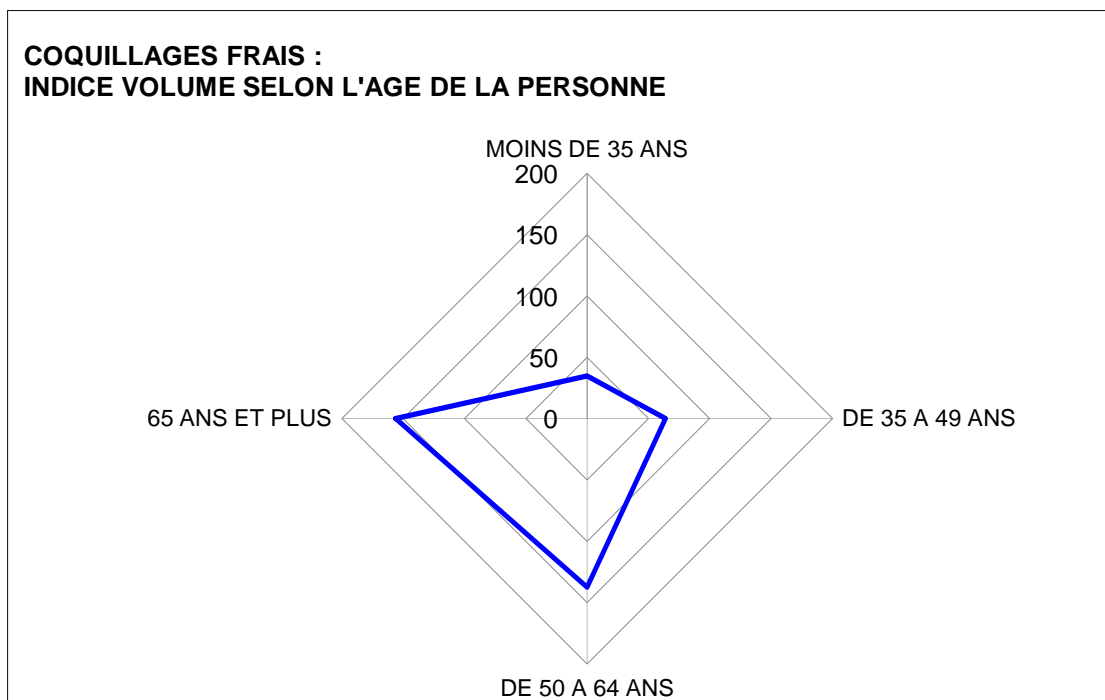 COQUILLAGES FRAIS :
INDICE VOLUME SELON L'AGE DE LA PERSONNE
MOINS DE 35 ANS
200
150
100
50
0
65 ANS ET PLUS
DE 35 A 49 ANS
DE 50 A 64 ANS